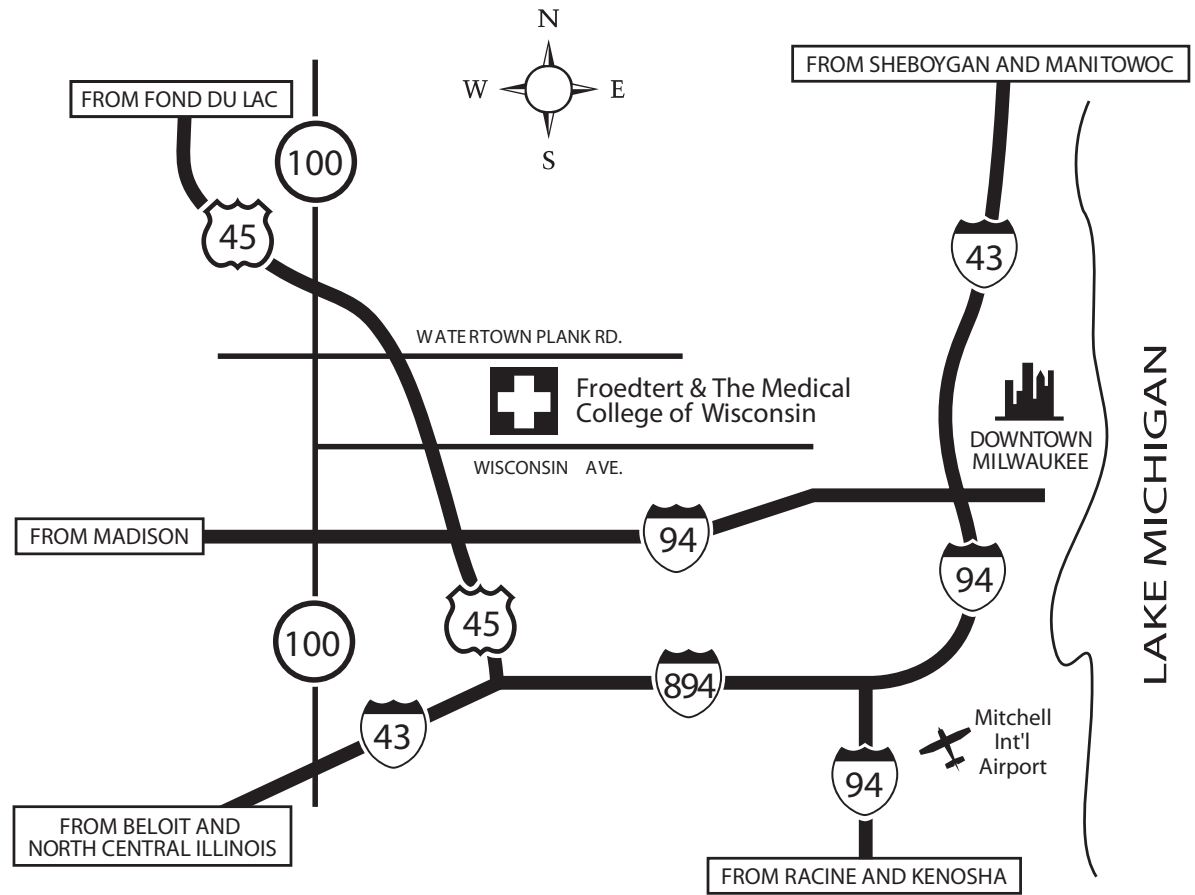 N
W E
S
FROM SHEBOYGAN AND MANITOWOC
FROM FOND DU LAC
100
45
43
WATERTOWN PLANK RD.
Froedtert & The Medical
College of Wisconsin
DOWNTOWN
MILWAUKEE
WISCONSIN AVE.
LAKE MICHIGAN
FROM MADISON
94
94
45
100
894
43
Mitchell
Int'l
Airport
94
FROM BELOIT AND
NORTH CENTRAL ILLINOIS
FROM RACINE AND KENOSHA